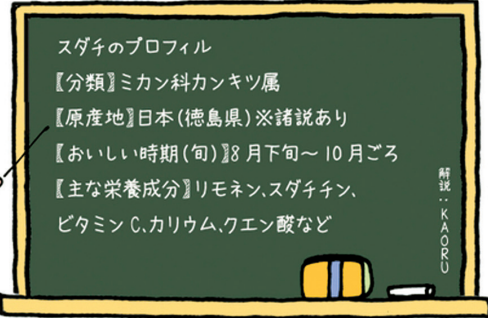 スダチのプロフィル
〖分類〗ミカン科カンキツ属
〖原産地〗日本(徳島県)※諸説あり
〖おいしい時期(旬)〗8月下旬〜10月ごろ
〖主な栄養成分〗リモネン、スダチチン、
ビタミンC、カリウム、クエン酸など
解説：KAORU